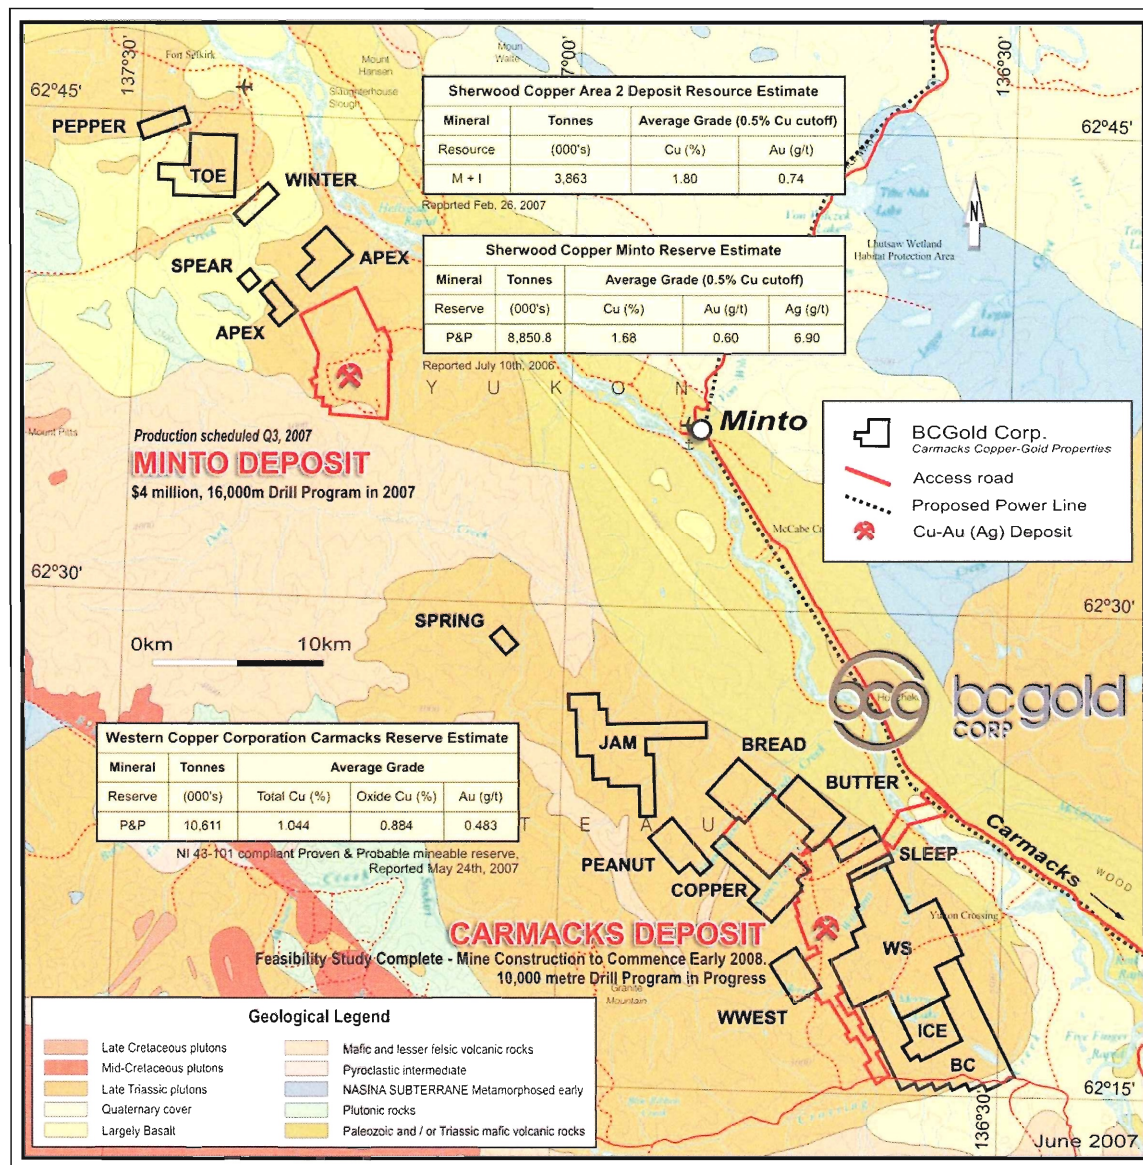 137°30'
137°00'
136°30'
Fort Selkirk
Mount
Hansen
Slaughterhouse
Slough
62°45'
62°45'
PEPPER
TOE
WINTER
SPEAR
APEX
APEX
Sherwood Copper Area 2 Deposit Resource Estimate
Mineral Tonnes Average Grade (0.5% Cu cutoff)
Resource (000's) Cu (%) Au (g/t)
M + I 3,863 1.80 0.74
Reported Feb. 26, 2007
Sherwood Copper Minto Reserve Estimate
Mineral Tonnes Average Grade (0.5% Cu cutoff)
Reserve (000's) Cu (%) Au (g/t) Ag (g/t)
P&P 8,850.8 1.68 0.60 6.90
Reported July 10th, 2006
N
Lhutsaw Wetland
Habitat Protection Area
Y U K O N
Minto
Mount Pitts
Production scheduled Q3, 2007
MINTO DEPOSIT
$4 million, 16,000m Drill Program in 2007
BCGold Corp.
Carmacks Copper-Gold Properties
Access road
Proposed Power Line
Cu-Au (Ag) Deposit
Dark
Creek
62°30'
62°30'
SPRING
0km 10km
bcg
bcgold
CORP
Western Copper Corporation Carmacks Reserve Estimate
Mineral Tonnes Average Grade
Reserve (000's) Total Cu (%) Oxide Cu (%) Au (g/t)
P&P 10,611 1.044 0.884 0.483
NI 43-101 compliant Proven & Probable mineable reserve,
Reported May 24th, 2007
T E A U
JAM
BREAD
BUTTER
PEANUT
COPPER
SLEEP
Carmacks
WOOD
Yukon Crossing
CARMACKS DEPOSIT
Feasibility Study Complete - Mine Construction to Commence Early 2008.
10,000 metre Drill Program in Progress
Granite
Mountain
WS
WWEST
ICE
BC
62°15'
136°30'
Geological Legend
Late Cretaceous plutons
Mid-Cretaceous plutons
Late Triassic plutons
Quaternary cover
Largely Basalt
Mafic and lesser felsic volcanic rocks
Pyroclastic intermediate
NASINA SUBTERRANE Metamorphosed early
Plutonic rocks
Paleozoic and / or Triassic mafic volcanic rocks
June 2007